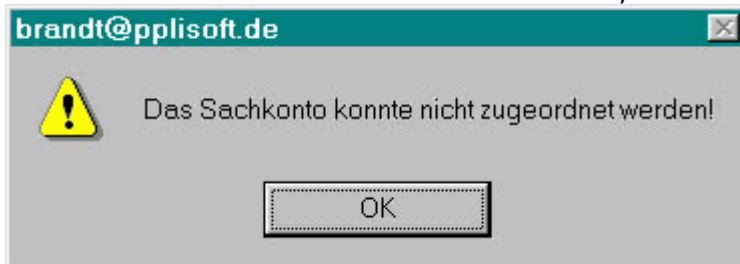 brandt@pplisoft.de
Das Sachkonto konnte nicht zugeordnet werden!
OK